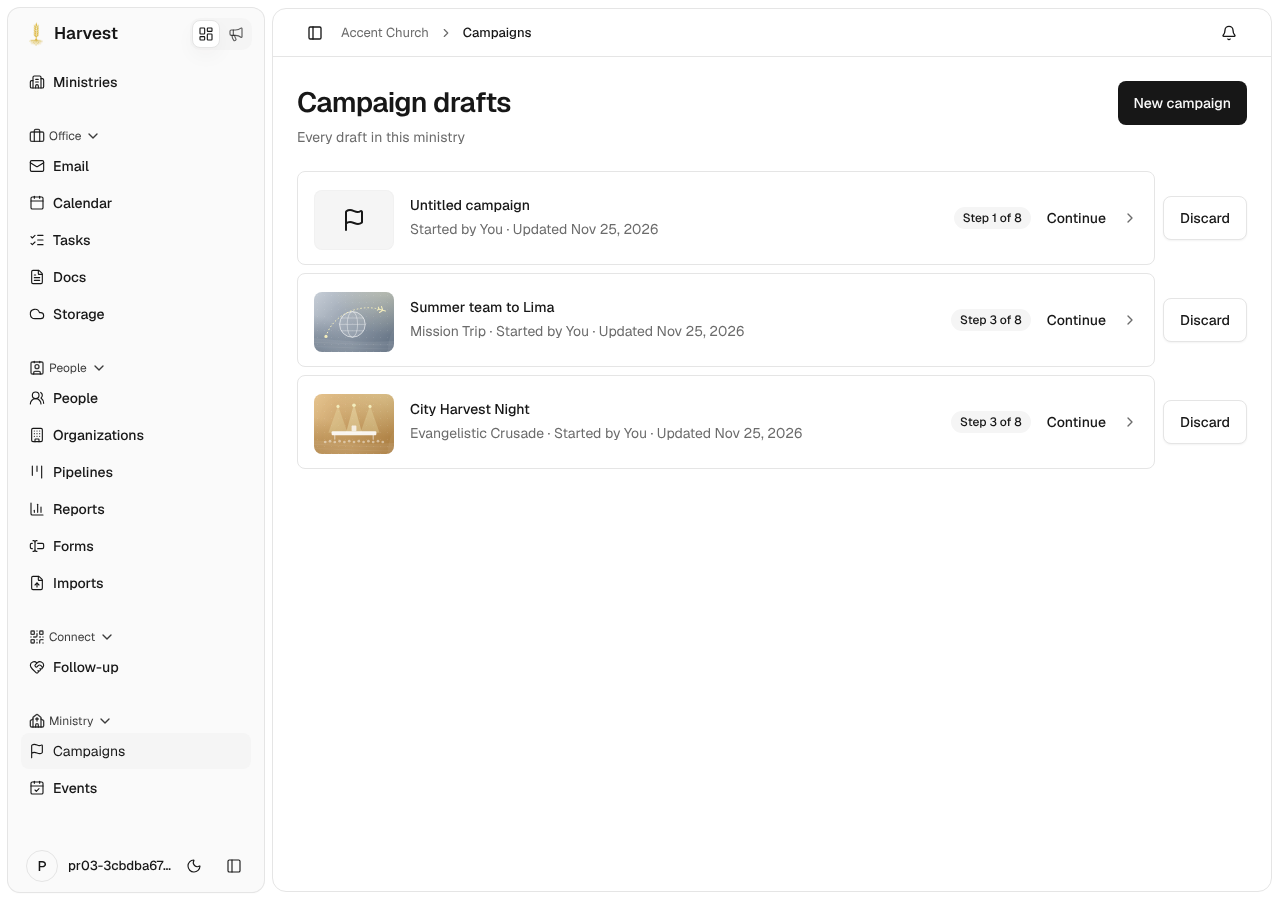 Harvest
Ministries
Office
Email
Calendar
Tasks
Docs
Storage
People
People
Organizations
Pipelines
Reports
Forms
Imports
Connect
Follow-up
Ministry
Campaigns
Events
P
pr03-3cbdba67...
Accent Church > Campaigns
Campaign drafts
New campaign
Every draft in this ministry
Untitled campaign
Started by You · Updated Nov 25, 2026
Step 1 of 8
Continue
Discard
Summer team to Lima
Mission Trip · Started by You · Updated Nov 25, 2026
Step 3 of 8
Continue
Discard
City Harvest Night
Evangelistic Crusade · Started by You · Updated Nov 25, 2026
Step 3 of 8
Continue
Discard